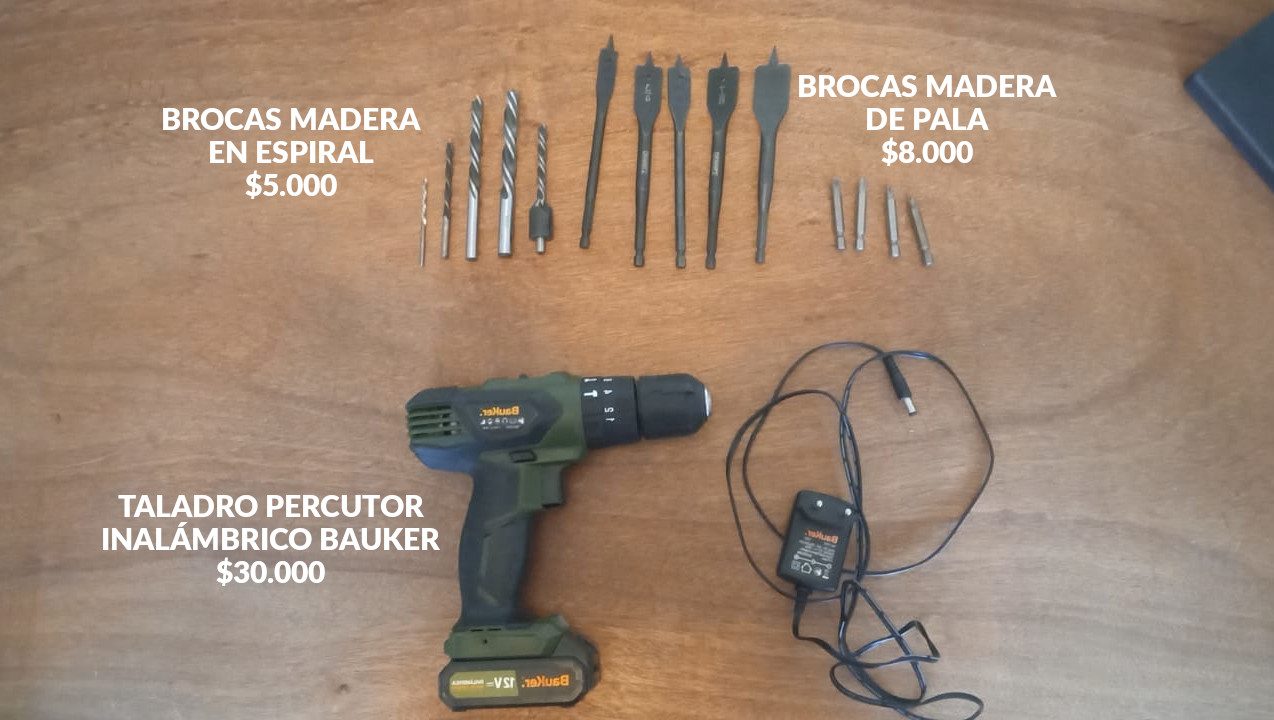 BROCAS MADERA
EN ESPIRAL
$5.000
BROCAS MADERA
DE PALA
$8.000
BauKer.
TALADRO PERCUTOR
INALÁMBRICO BAUKER
$30.000
BauKer.
12V
BauKer.